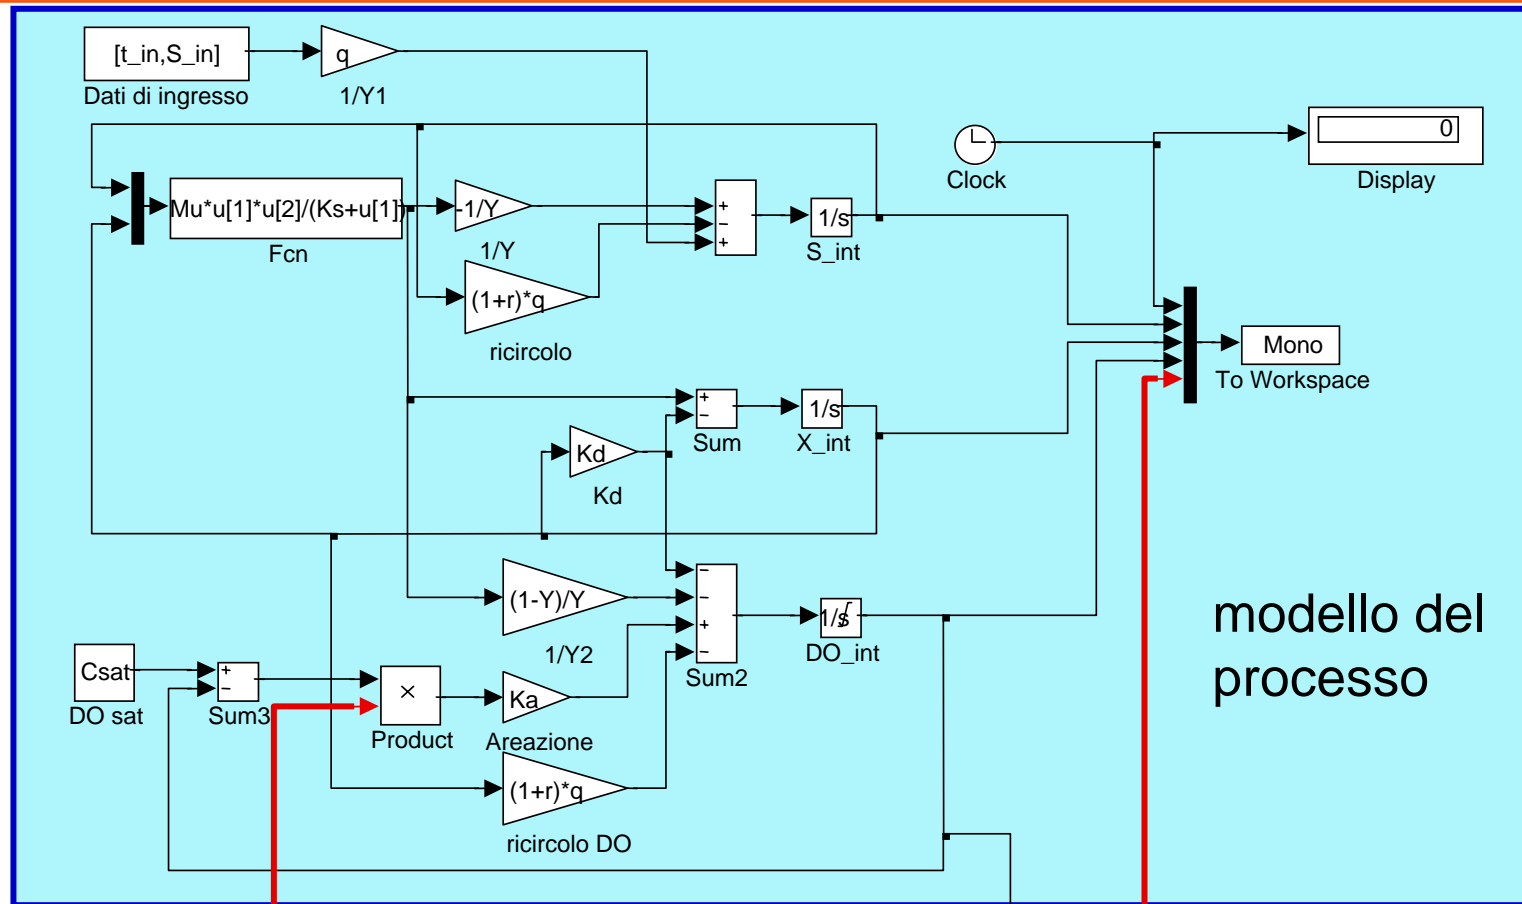 [t_in,S_in]
Dati di ingresso
q
1/Y1
Clock
0
Display
Mu*u[1]*u[2]/(Ks+u[1])
Fcn
-1/Y
1/Y
+
−
+
1/s
S_int
(1+r)*q
ricircolo
Mono
To Workspace
+
−
Sum
1/s
X_int
Kd
Kd
(1-Y)/Y
1/Y2
−
−
+
−
Sum2
1/s
DO_int
modello del
processo
Csat
DO sat
+
−
Sum3
×
Product
Ka
Areazione
(1+r)*q
ricircolo DO